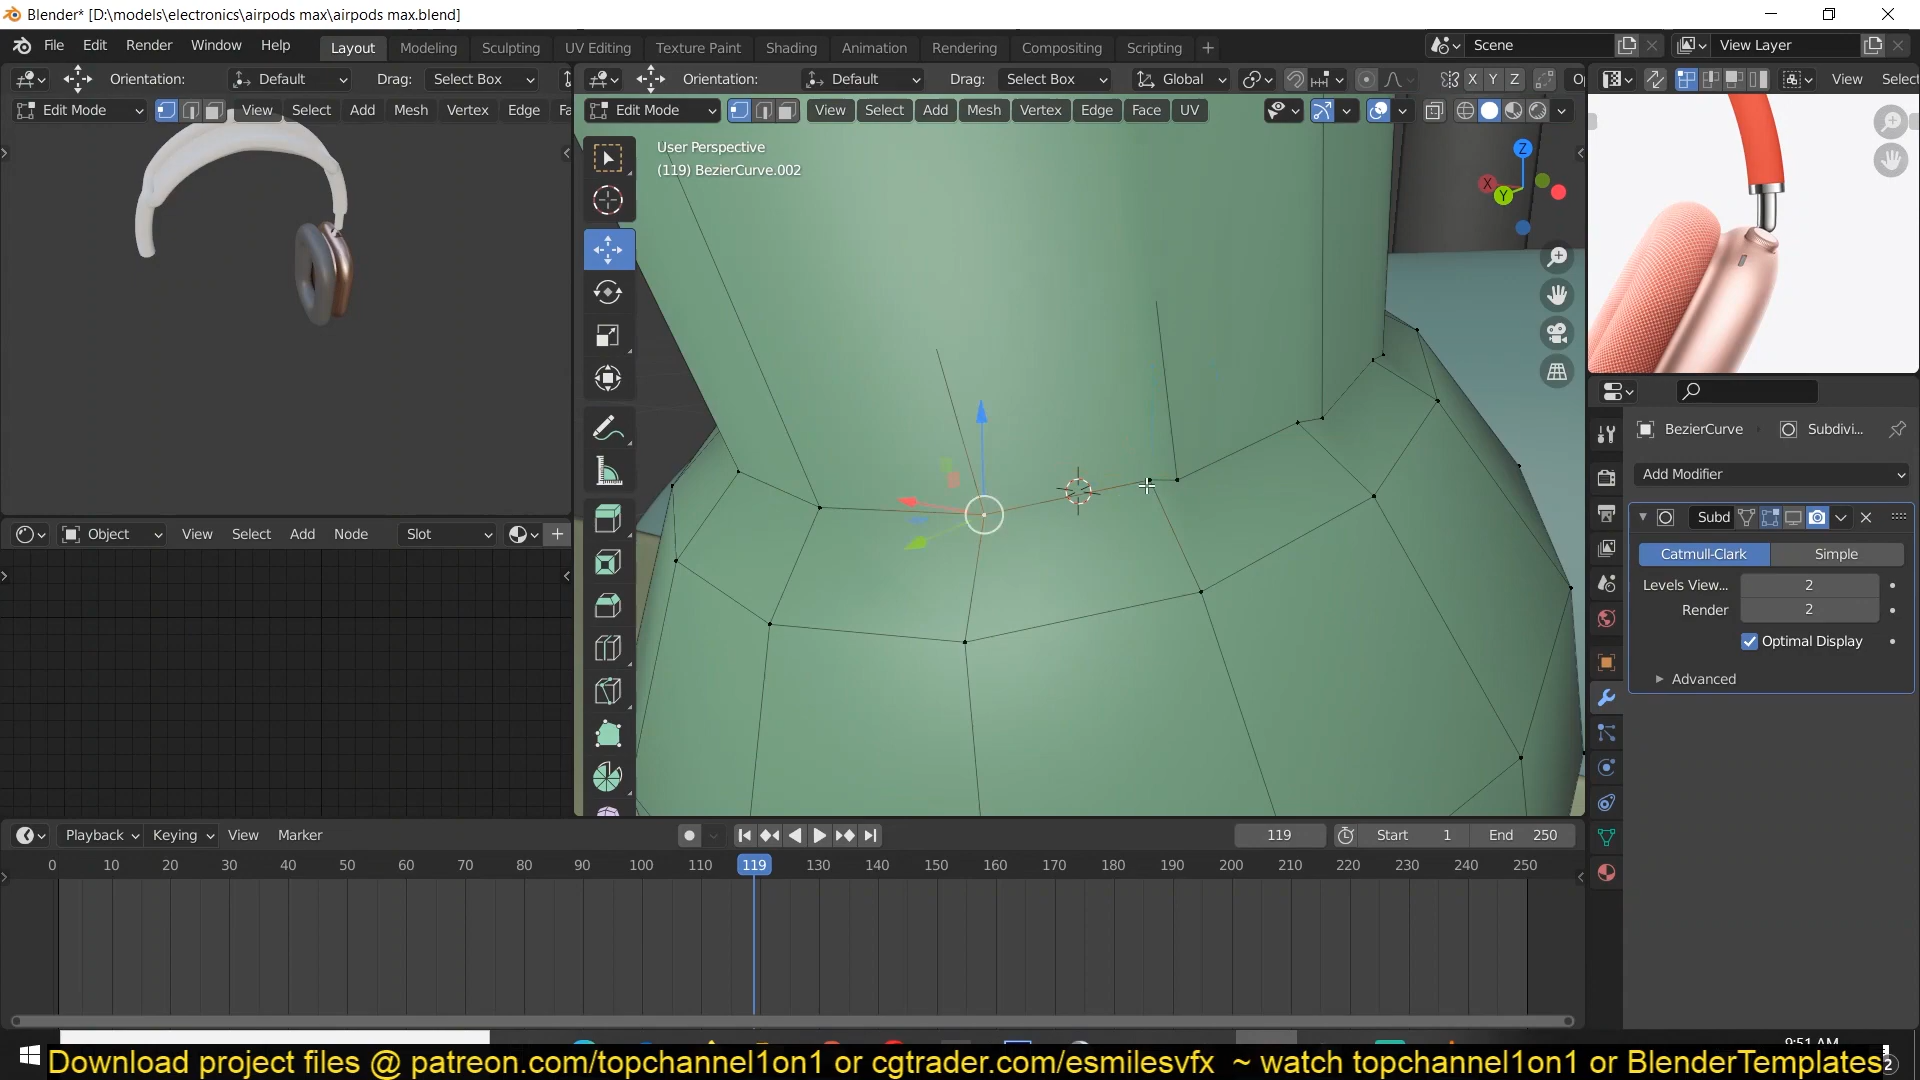 Blender* [D:\models\electronics\airpods max\airpods max.blend]
File Edit Render Window Help Layout Modeling Sculpting UV Editing Texture Paint Shading Animation Rendering Compositing Scripting + Scene View Layer
Orientation: Default Drag: Select Box Orientation: Default Drag: Select Box Global X Y Z View
Edit Mode View Select Add Mesh Vertex Edge Edit Mode View Select Add Mesh Vertex Edge Face UV
User Perspective
(119) BezierCurve.002
Z
X
Y
BezierCurve Subdivi...
Add Modifier
Subd
Catmull-Clark Simple
Levels View... 2
Render 2
Optimal Display
Advanced
Object View Select Add Node Slot
Playback Keying View Marker 119 Start 1 End 250
0 10 20 30 40 50 60 70 80 90 100 110 119 130 140 150 160 170 180 190 200 210 220 230 240 250
9:51 AM
Download project files @ patreon.com/topchannel1on1 or cgtrader.com/esmilesvfx ~ watch topchannel1on1 or BlenderTemplates
2